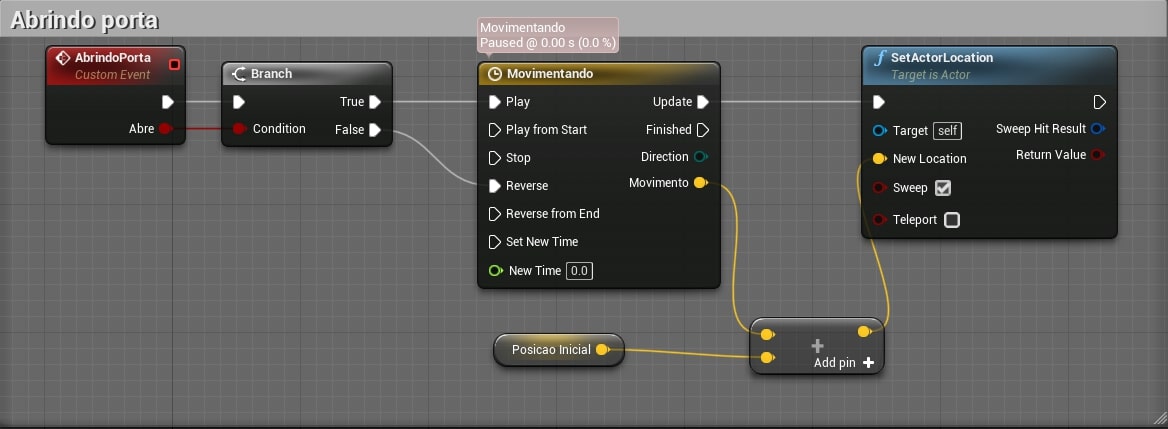 Abrindo porta
Movimentando
Paused @ 0.00 s (0.0 %)
AbrindoPorta
Custom Event
Abre
Branch
True
Condition
False
Movimentando
Play
Update
Play from Start
Finished
Stop
Direction
Reverse
Movimento
Reverse from End
Set New Time
New Time 0.0
SetActorLocation
Target is Actor
Target self
Sweep Hit Result
New Location
Return Value
Sweep
Teleport
Posicao Inicial
Add pin